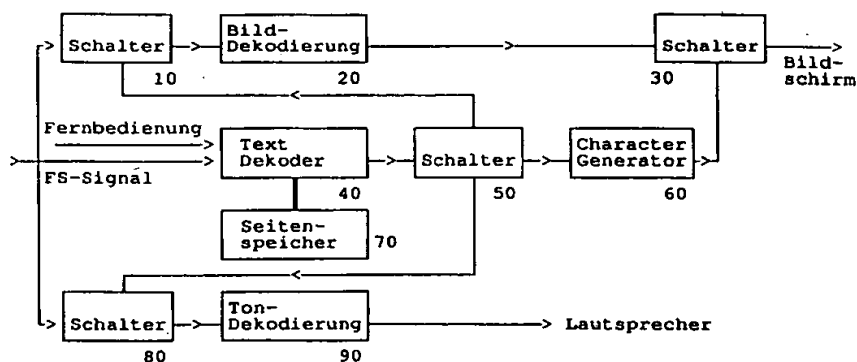 Schalter
10
Bild-
Dekodierung
20
Schalter
30
Bild-
schirm
Fernbedienung
FS-Signal
Text
Dekoder
40
Schalter
50
Character
Generator
60
Seiten-
speicher
70
Schalter
80
Ton-
Dekodierung
90
Lautsprecher